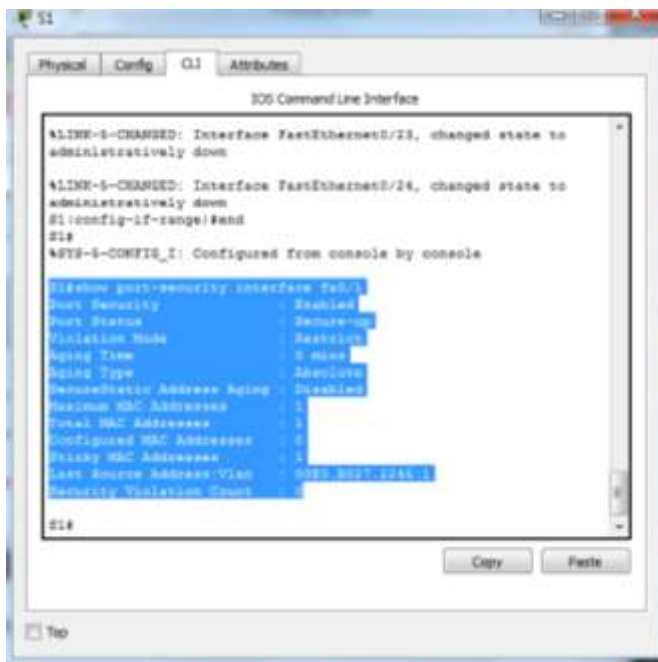 S1
Physical Config CLI Attributes
IOS Command Line Interface
%LINK-5-CHANGED: Interface FastEthernet0/23, changed state to
administratively down
%LINK-5-CHANGED: Interface FastEthernet0/24, changed state to
administratively down
S1(config-if-range)#end
S1#
%SYS-5-CONFIG_I: Configured from console by console
S1#show port-security interface fa0/1
Port Security : Enabled
Port Status : Secure-up
Violation Mode : Restrict
Aging Time : 0 mins
Aging Type : Absolute
SecureStatic Address Aging : Disabled
Maximum MAC Addresses : 1
Total MAC Addresses : 1
Configured MAC Addresses : 0
Sticky MAC Addresses : 1
Last Source Address:Vlan :
Security Violation Count :
S1#
Copy Paste
Top